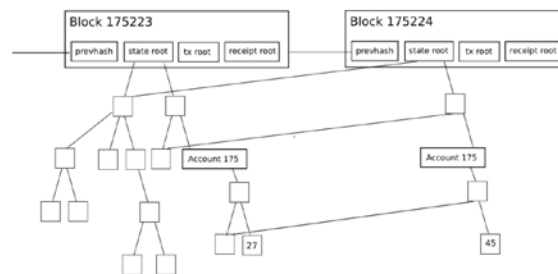 Block 175223
prevhash
state root
tx root
receipt root
Block 175224
prevhash
state root
tx root
receipt root
Account 175
Account 175
27
45